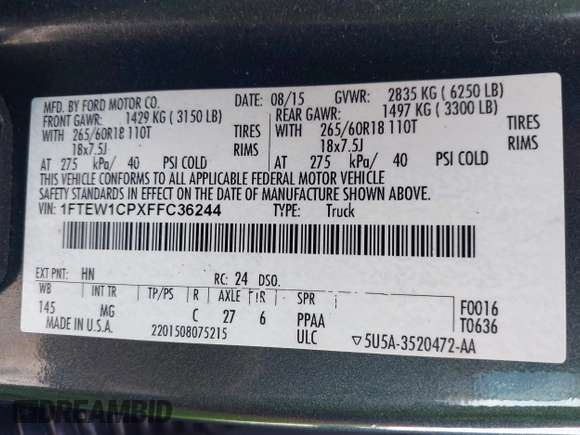 MFD. BY FORD MOTOR CO.
DATE: 08/15 GVWR: 2835 KG ( 6250 LB)
FRONT GAWR: 1429 KG ( 3150 LB)
REAR GAWR: 1497 KG ( 3300 LB)
WITH 265/60R18 110T TIRES
WITH 265/60R18 110T TIRES
18x7.5J RIMS
18x7.5J RIMS
AT 275 kPa/ 40 PSI COLD
AT 275 kPa/ 40 PSI COLD
THIS VEHICLE CONFORMS TO ALL APPLICABLE FEDERAL MOTOR VEHICLE
SAFETY STANDARDS IN EFFECT ON THE DATE OF MANUFACTURE SHOWN ABOVE.
VIN: 1FTEW1CPXFFC36244 TYPE: Truck
EXT PNT: HN RC: 24 DSO:
WB INT TR TP/PS R AXLE TR SPR
145 MG C 27 6 PPAA F0016
T0636
MADE IN U.S.A. 2201508075215 ULC ▽5U5A-3520472-AA
DREAMBID